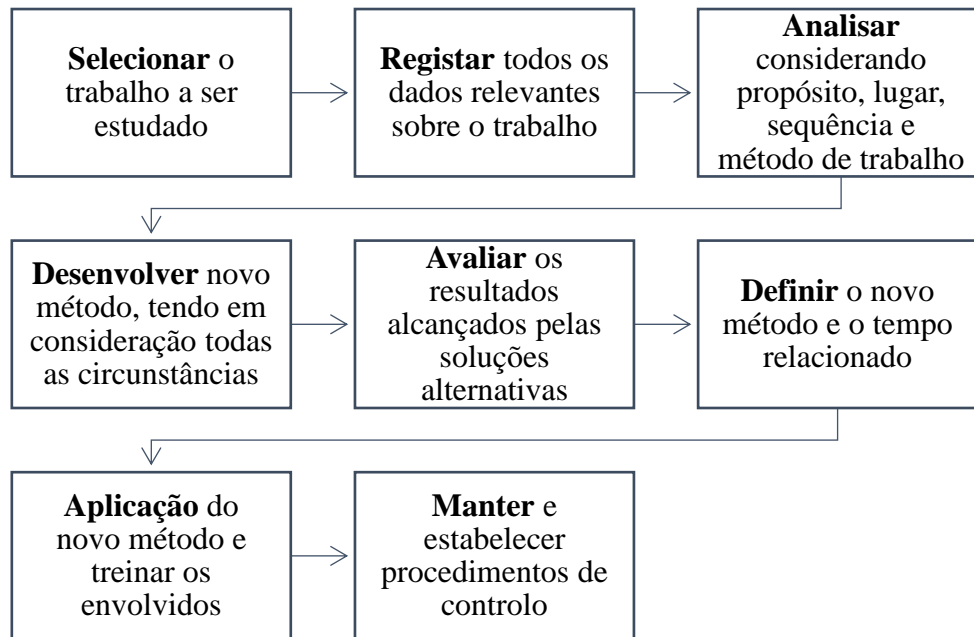 Selecionar o
trabalho a ser
estudado
Registar todos os
dados relevantes
sobre o trabalho
Analisar
considerando
propósito, lugar,
sequência e
método de trabalho
Desenvolver novo
método, tendo em
consideração todas
as circunstâncias
Avaliar os
resultados
alcançados pelas
soluções
alternativas
Definir o novo
método e o tempo
relacionado
Aplicação do
novo método e
treinar os
envolvidos
Manter e
estabelecer
procedimentos de
controlo